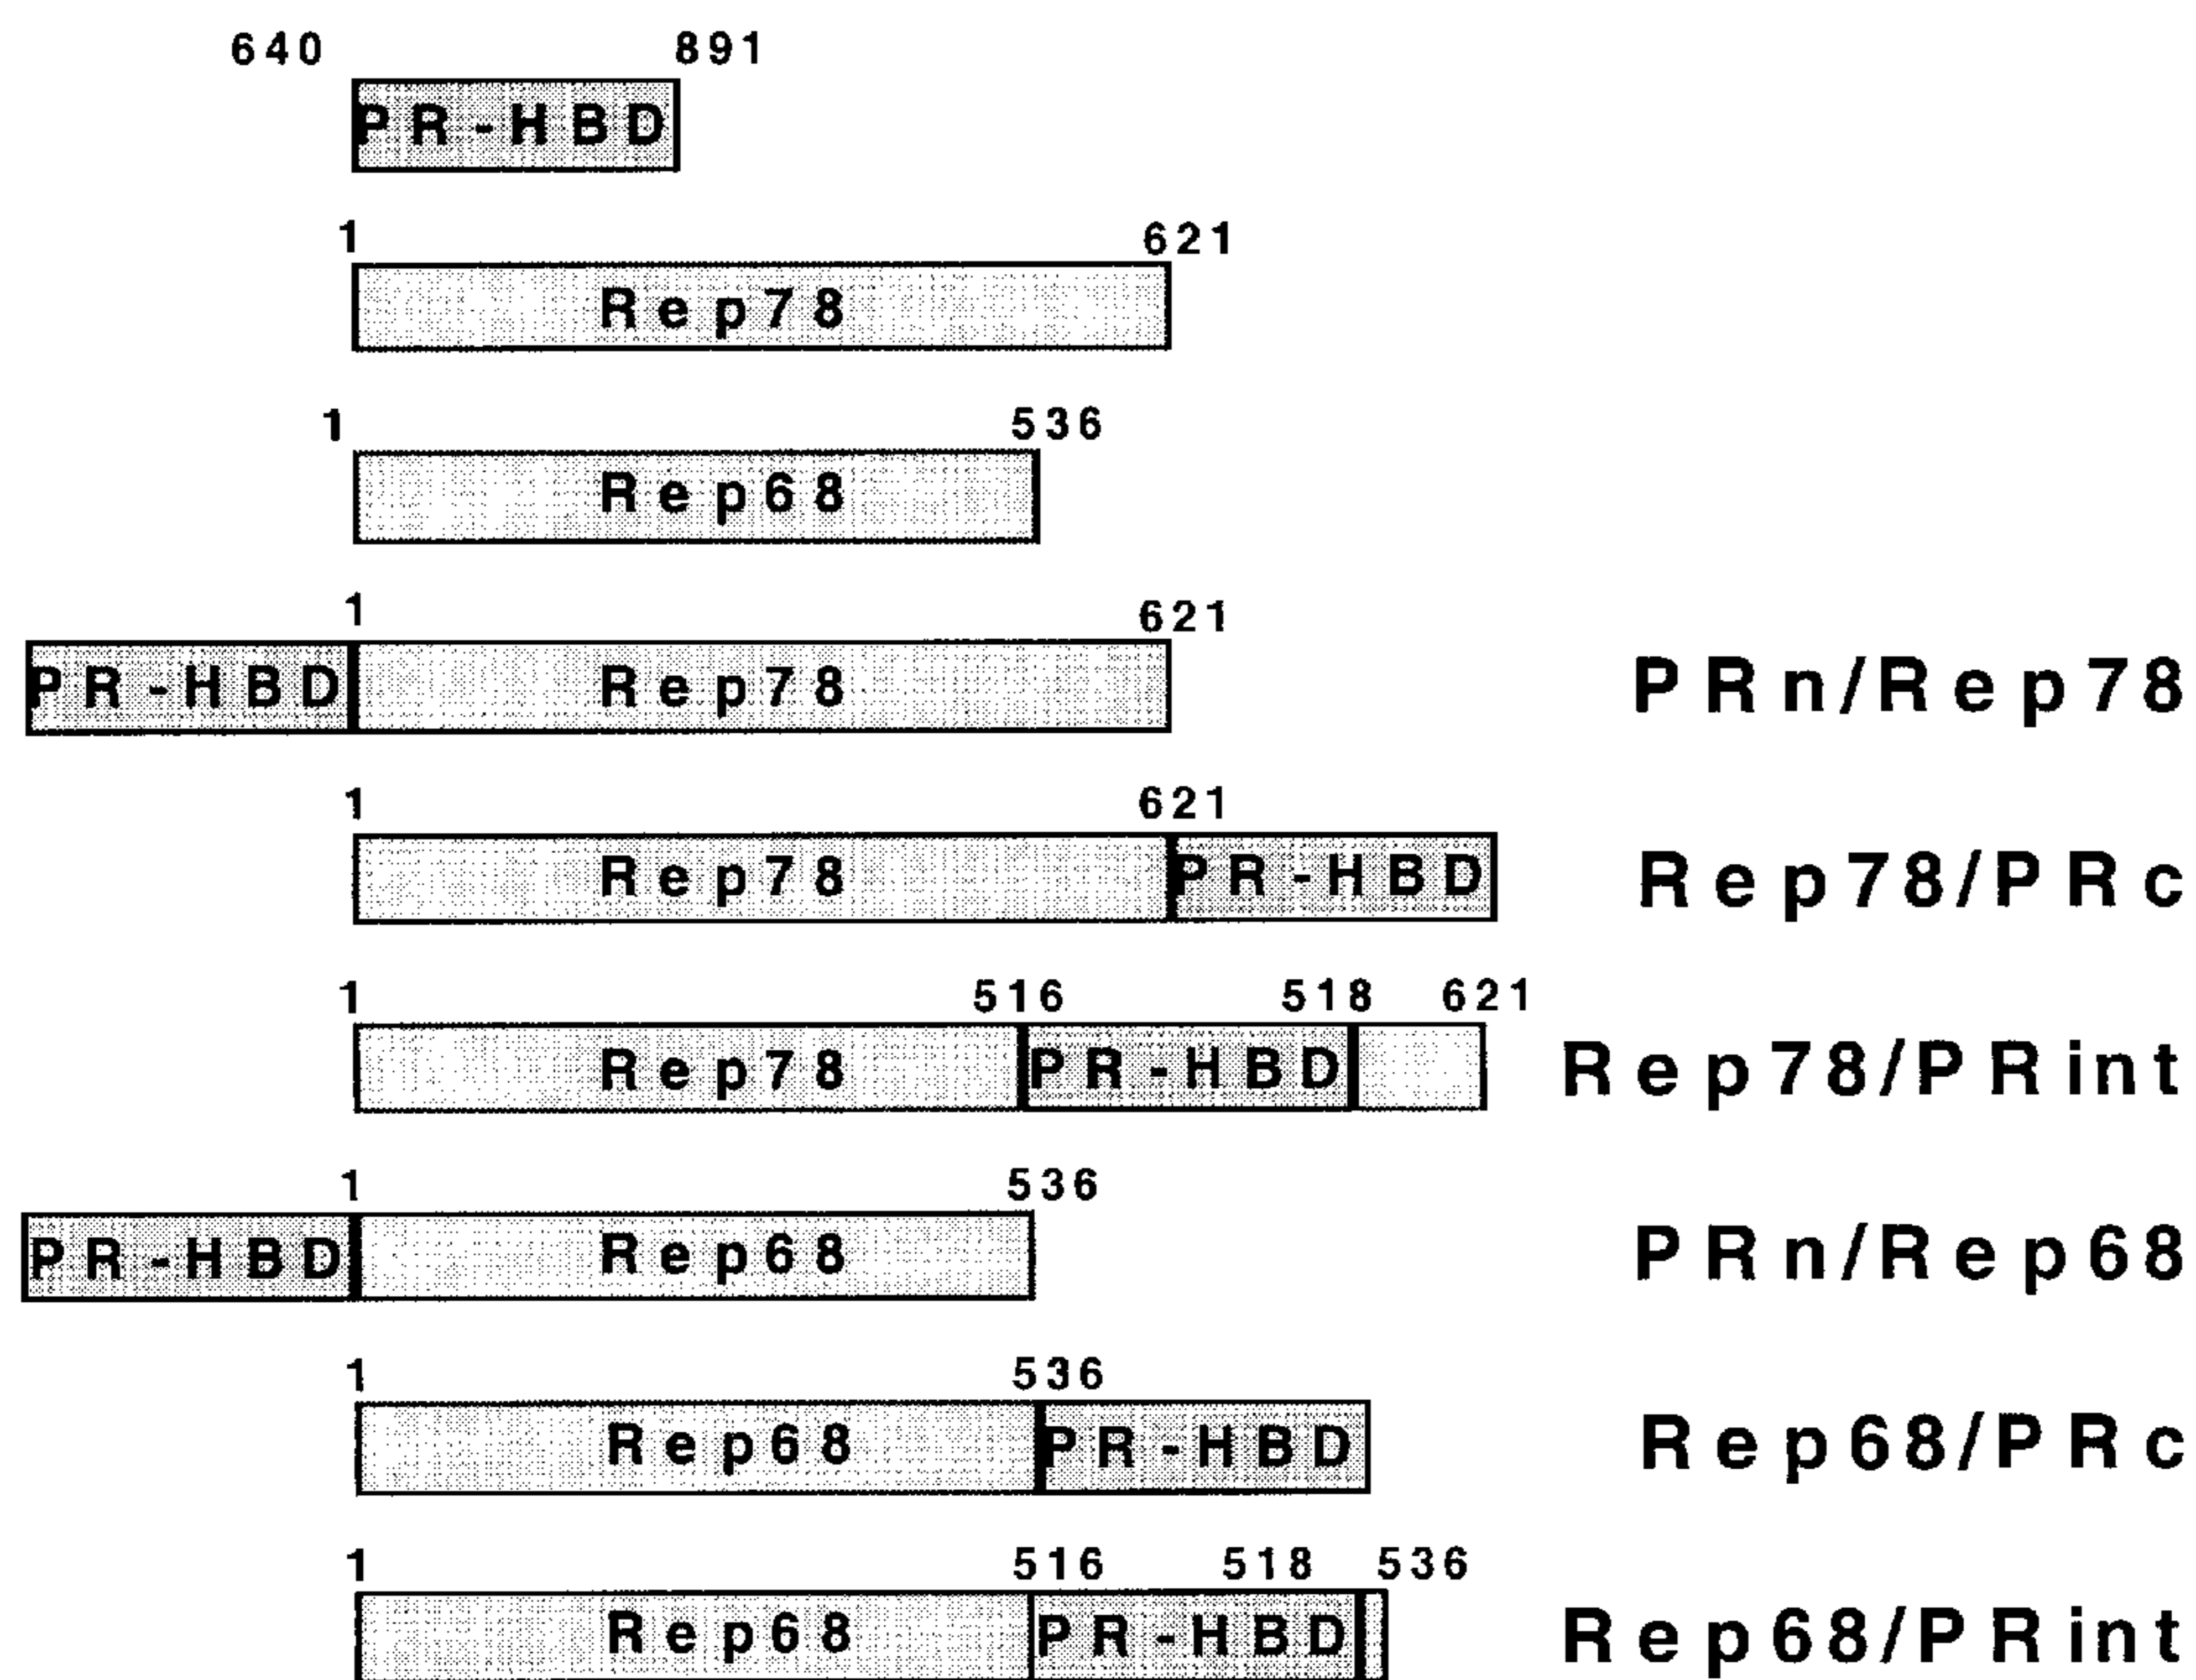 640 891
PR-HBD
1 621
Rep78
1 536
Rep68
1 621
PR-HBD Rep78 PRn/Rep78
1 621
Rep78 PR-HBD Rep78/PRc
1 516 518 621
Rep78 PR-HBD Rep78/PRint
1 536
PR-HBD Rep68 PRn/Rep68
1 536
Rep68 PR-HBD Rep68/PRc
1 516 518 536
Rep68 PR-HBD Rep68/PRint